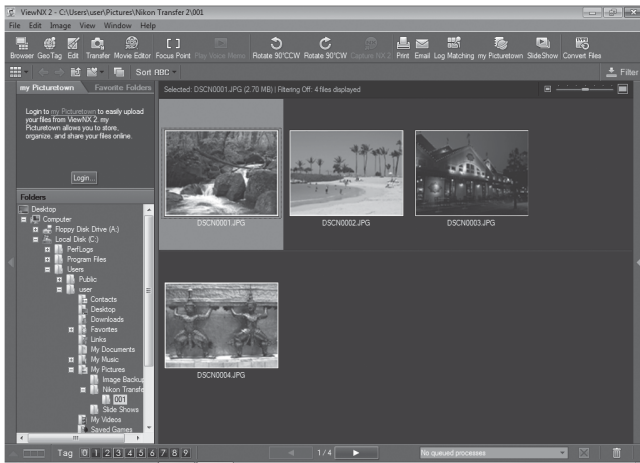 ViewNX 2 - C:\Users\user\Pictures\Nikon Transfer 2\001
File Edit Image View Window Help
Browser GeoTag Edit Transfer Movie Editor Focus Point Play Voice Memo Rotate 90°CCW Rotate 90°CW Capture NX 2 Print Email Log Matching my Picturetown SlideShow Convert Files
Sort ABC Filter
my Picturetown Favorite Folders
Selected: DSCN0001.JPG (2.70 MB) | Filtering Off: 4 files displayed
Login to my Picturetown to easily upload
your files from ViewNX 2. my
Picturetown allows you to store,
organize, and share your files online.
Login...
Folders
Desktop
Computer
Floppy Disk Drive (A:)
Local Disk (C:)
PerfLogs
Program Files
Users
Public
user
Contacts
Desktop
Downloads
Favorites
Links
My Documents
My Music
My Pictures
Image Backup
Nikon Transfe
001
Slide Shows
My Videos
Saved Games
DSCN0001.JPG
DSCN0002.JPG
DSCN0003.JPG
DSCN0004.JPG
Tag 0 1 2 3 4 5 6 7 8 9
1/4
No queued processes